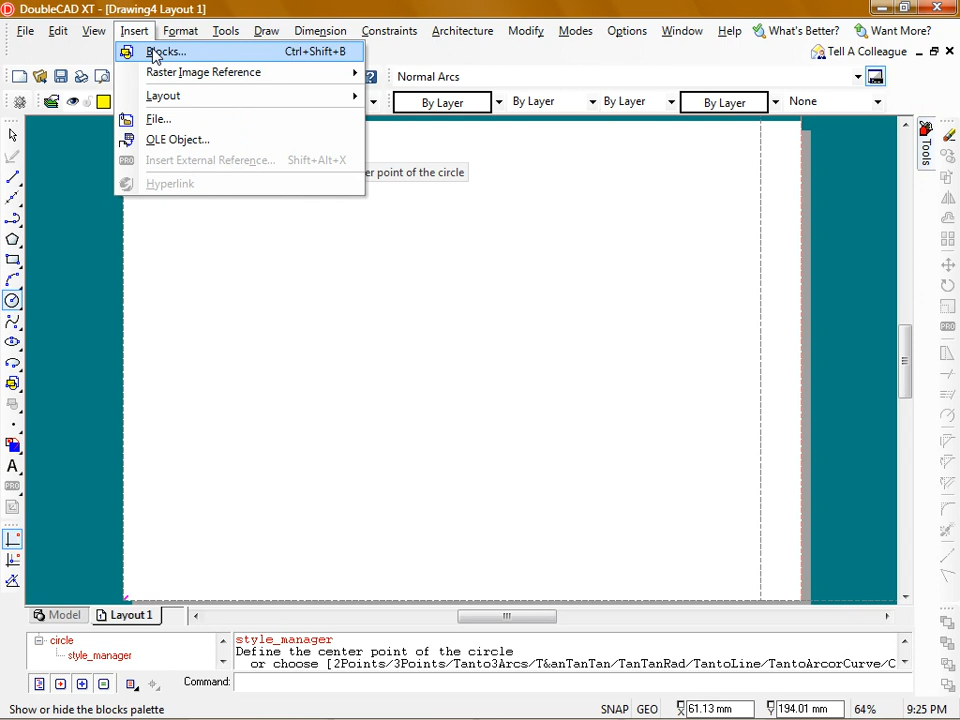 DoubleCAD XT - [Drawing4 Layout 1]
File Edit View Insert Format Tools Draw Dimension Constraints Architecture Modify Modes Options Window Help What's Better? Want More?
Blocks... Ctrl+Shift+B
Tell A Colleague
Raster Image Reference
Normal Arcs
Layout
By Layer By Layer By Layer By Layer None
File...
OLE Object...
Tools
Insert External Reference... Shift+Alt+X
PRO
er point of the circle
Hyperlink
PRO
PRO
Model Layout 1
circle
style_manager
style_manager
Define the center point of the circle
or choose [2Points/3Points/Tanto3Arcs/T&anTanTan/TanTanRad/TantoLine/TantoArcorCurve/C
Command:
Show or hide the blocks palette
SNAP GEO X 61.13 mm Y 194.01 mm 64% 9:25 PM